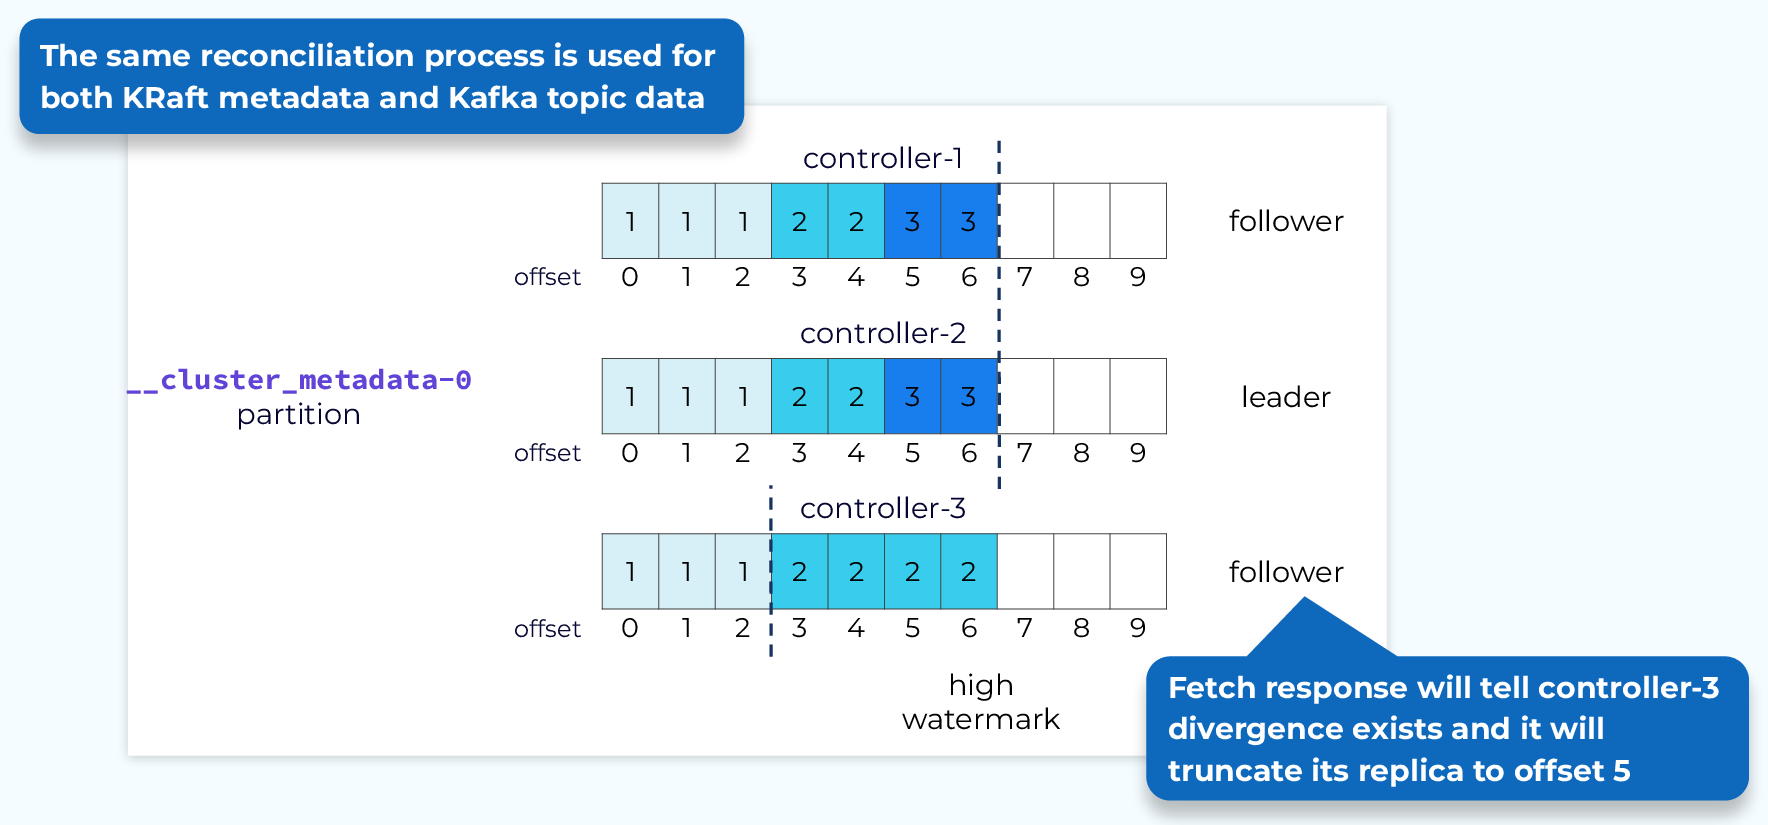 The same reconciliation process is used for
both KRaft metadata and Kafka topic data
controller-1
1 1 1 2 2 3 3
follower
offset 0 1 2 3 4 5 6 7 8 9
controller-2
__cluster_metadata-0
partition
1 1 1 2 2 3 3
leader
offset 0 1 2 3 4 5 6 7 8 9
controller-3
1 1 1 2 2 2 2
follower
offset 0 1 2 3 4 5 6 7 8 9
high
watermark
Fetch response will tell controller-3
divergence exists and it will
truncate its replica to offset 5